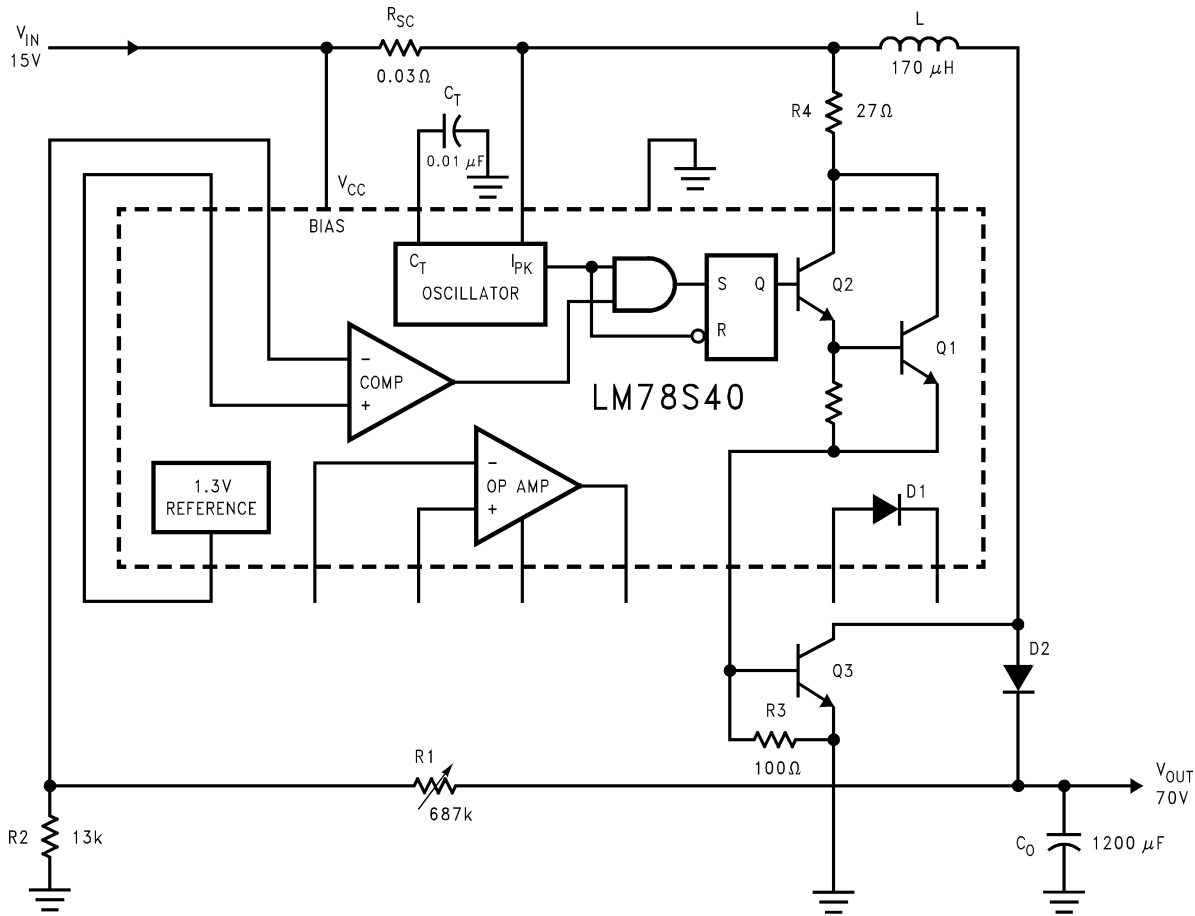 V_IN
15V
R_SC
0.03Ω
L
170 μH
C_T
0.01 μF
R4
27Ω
V_CC
BIAS
C_T
I_PK
OSCILLATOR
S
Q
R
Q2
Q1
−
COMP
+
LM78S40
−
OP AMP
+
1.3V
REFERENCE
D1
Q3
D2
R3
100Ω
R1
687k
V_OUT
70V
R2
13k
C_O
1200 μF